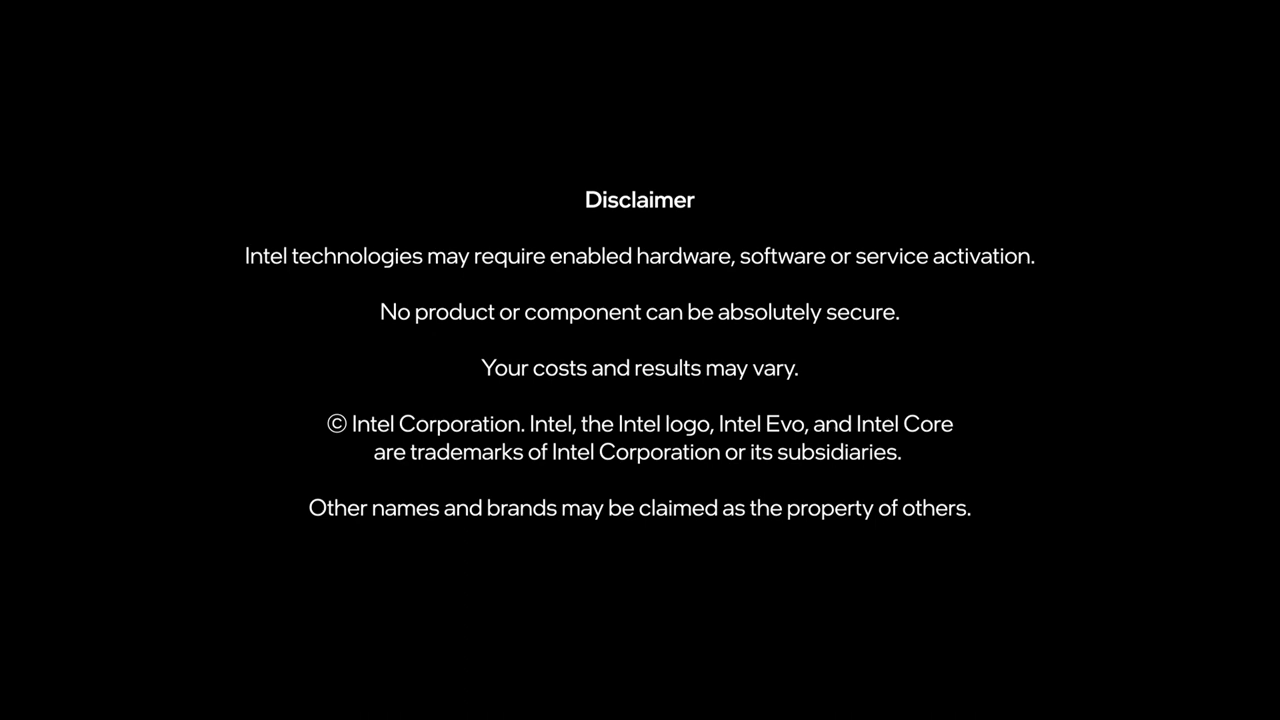 Disclaimer
Intel technologies may require enabled hardware, software or service activation.
No product or component can be absolutely secure.
Your costs and results may vary.
© Intel Corporation. Intel, the Intel logo, Intel Evo, and Intel Core
are trademarks of Intel Corporation or its subsidiaries.
Other names and brands may be claimed as the property of others.